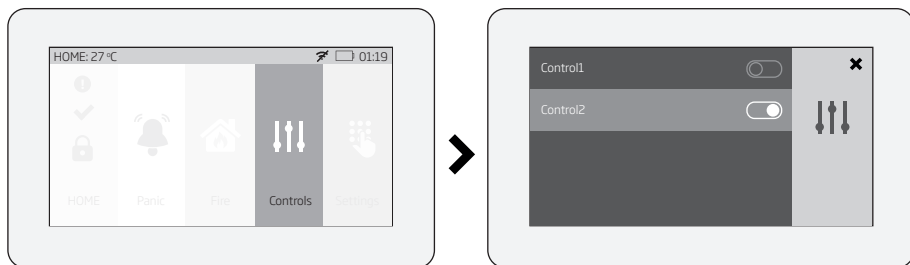 HOME: 27 °C 01:19
HOME Panic Fire Controls Settings
Control1
Control2